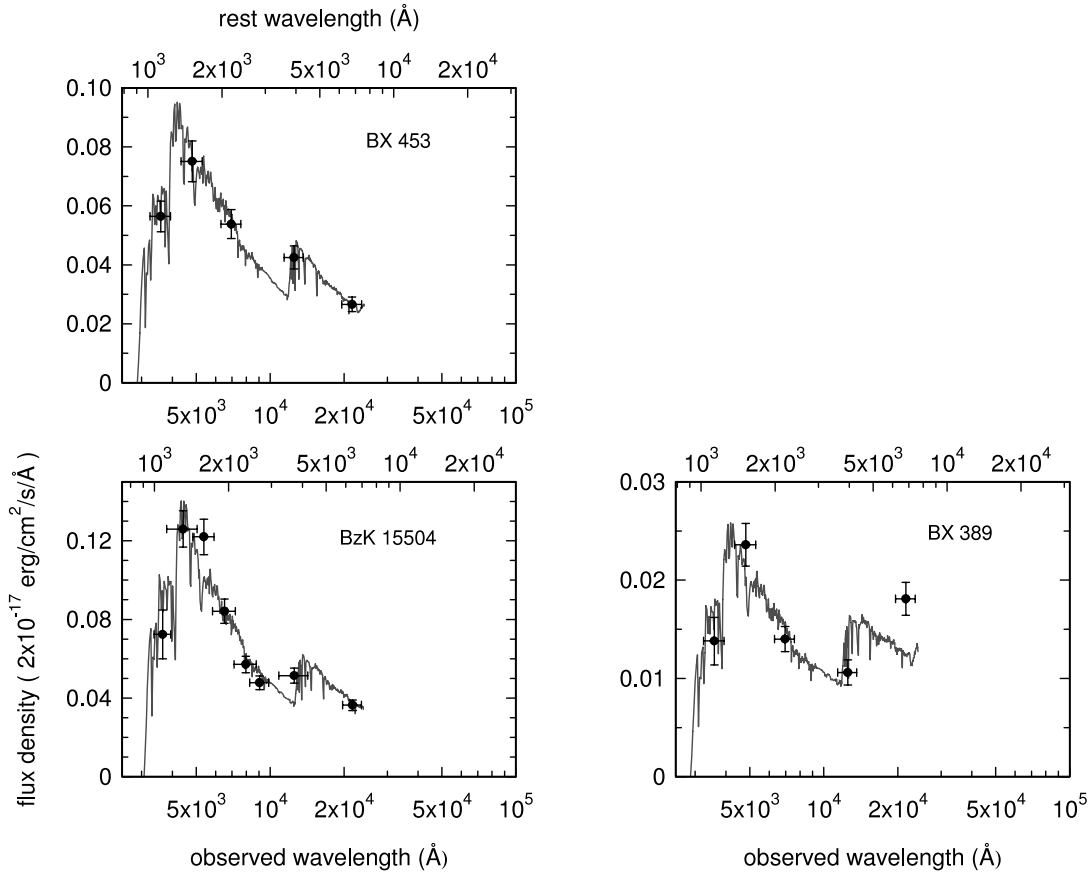 rest wavelength (Å)
10³ 2x10³ 5x10³ 10⁴ 2x10⁴
0.10
0.08
0.06
0.04
0.02
0
BX 453
5x10³ 10⁴ 2x10⁴ 10⁵
10³ 2x10³ 5x10³ 10⁴ 2x10⁴
0.12
0.08
0.04
0
BzK 15504
5x10³ 10⁴ 2x10⁴ 10⁵
observed wavelength (Å)
flux density ( 2x10⁻¹⁷ erg/cm²/s/Å)
10³ 2x10³ 5x10³ 10⁴ 2x10⁴
0.03
0.02
0.01
0
BX 389
5x10³ 10⁴ 2x10⁴ 10⁵
observed wavelength (Å)